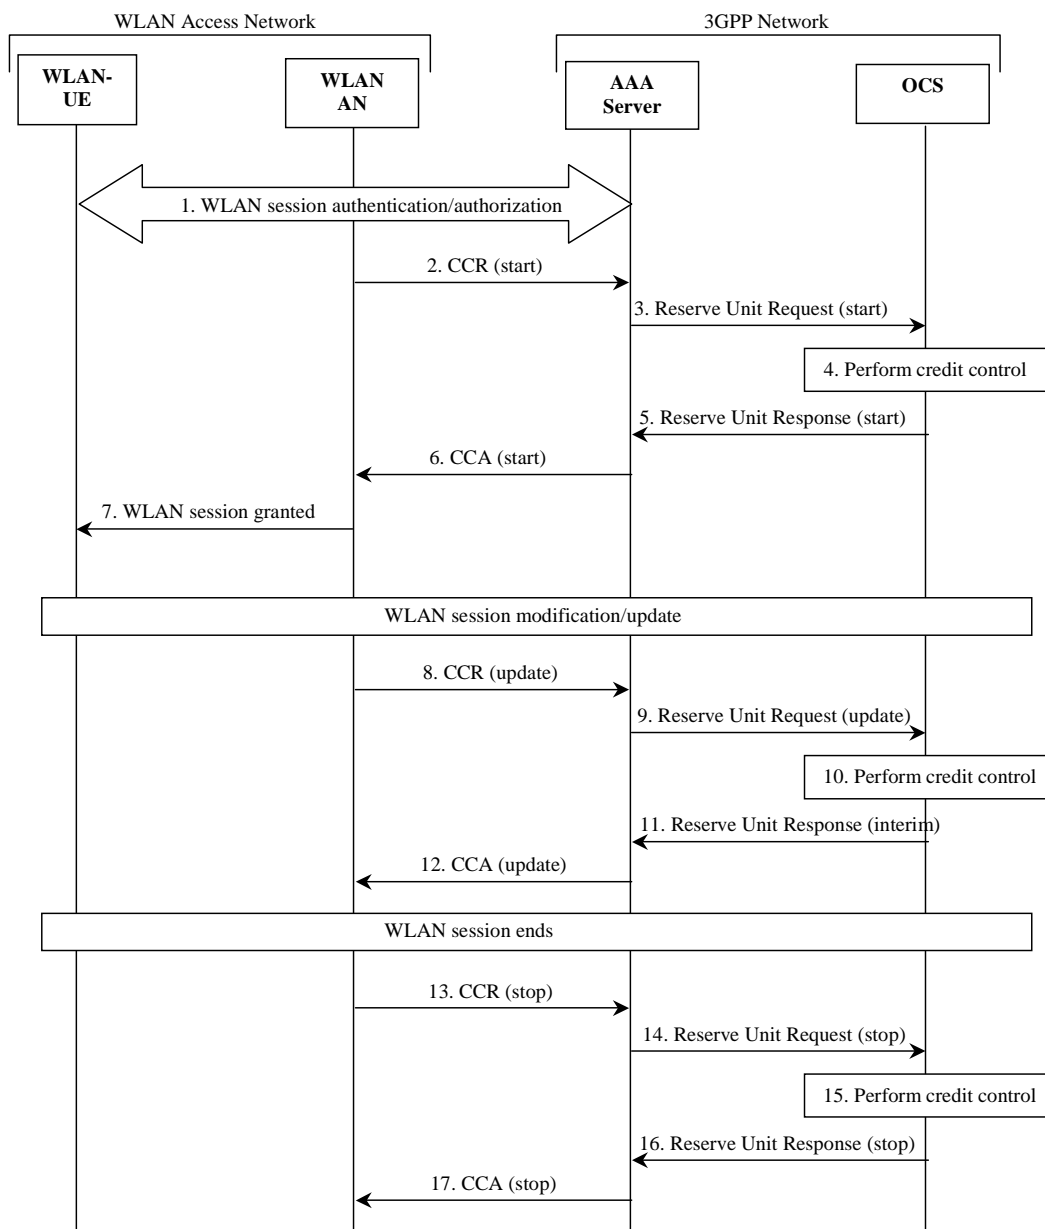 WLAN Access Network
3GPP Network
WLAN-
UE
WLAN
AN
AAA
Server
OCS
1. WLAN session authentication/authorization
2. CCR (start)
3. Reserve Unit Request (start)
4. Perform credit control
5. Reserve Unit Response (start)
6. CCA (start)
7. WLAN session granted
WLAN session modification/update
8. CCR (update)
9. Reserve Unit Request (update)
10. Perform credit control
11. Reserve Unit Response (interim)
12. CCA (update)
WLAN session ends
13. CCR (stop)
14. Reserve Unit Request (stop)
15. Perform credit control
16. Reserve Unit Response (stop)
17. CCA (stop)